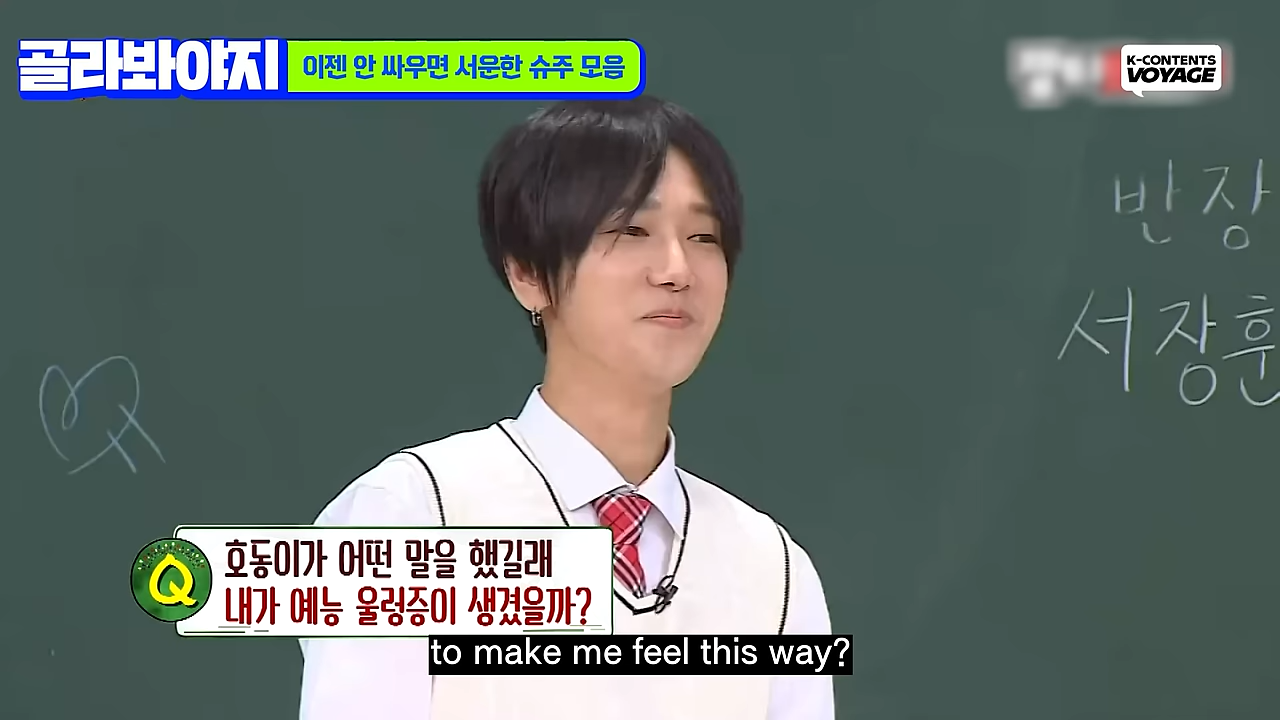 골라봐야지
이젠 안 싸우면 서운한 슈주 모음
K-CONTENTS
VOYAGE
반장
서장훈
Q
호동이가 어떤 말을 했길래
내가 예능 울렁증이 생겼을까?
to make me feel this way?